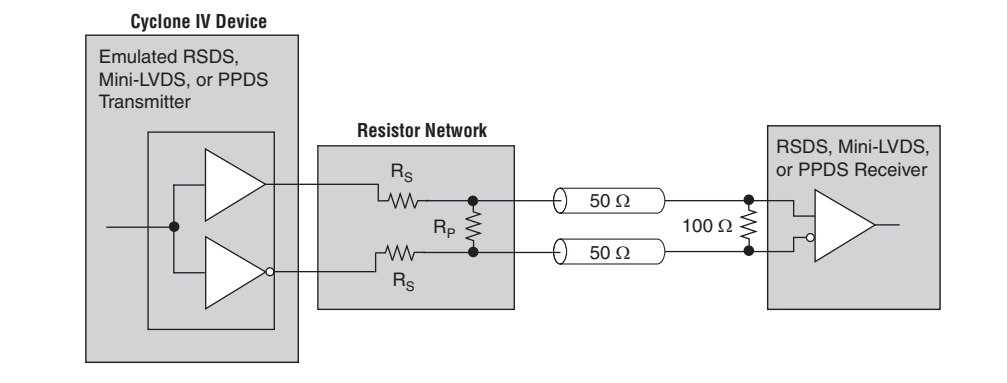 Cyclone IV Device
Emulated RSDS,
Mini-LVDS, or PPDS
Transmitter
Resistor Network
RS
RP
RS
50 Ω
50 Ω
100 Ω
RSDS, Mini-LVDS,
or PPDS Receiver